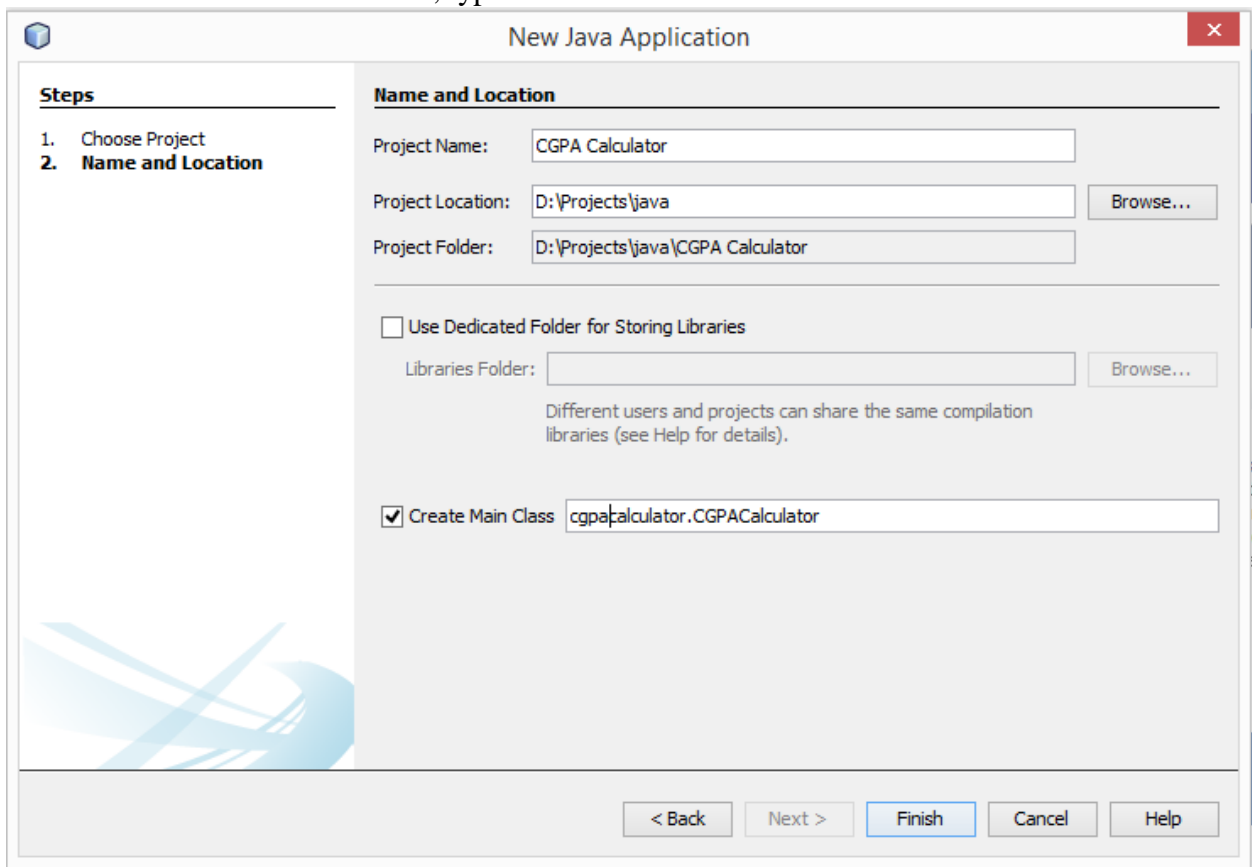 New Java Application
Steps
1. Choose Project
2. Name and Location
Name and Location
Project Name: CGPA Calculator
Project Location: D:\Projects\java Browse...
Project Folder: D:\Projects\java\CGPA Calculator
Use Dedicated Folder for Storing Libraries
Libraries Folder: Browse...
Different users and projects can share the same compilation
libraries (see Help for details).
Create Main Class cgpacalculator.CGPACalculator
< Back Next > Finish Cancel Help